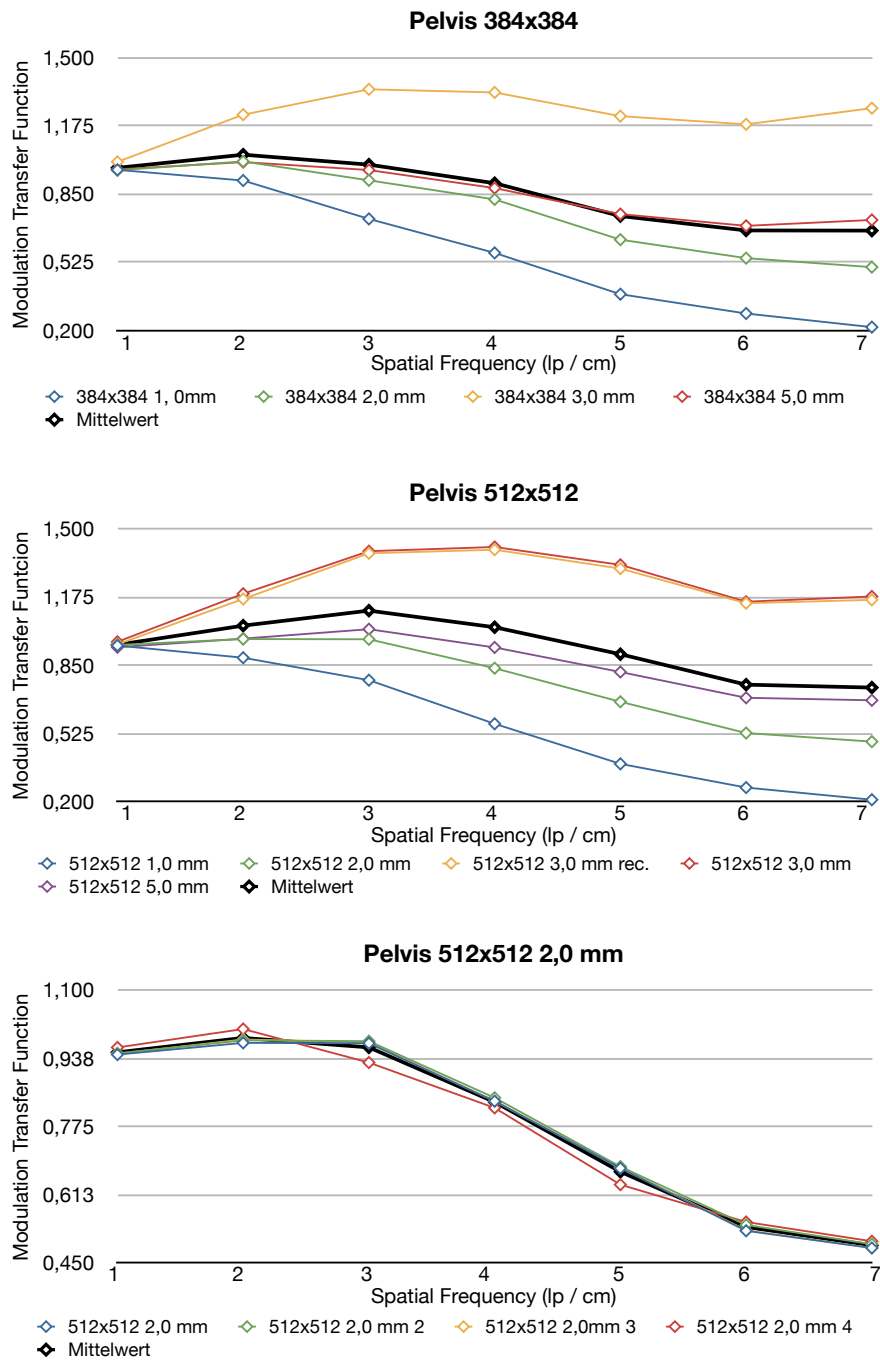 Pelvis 384x384
Modulation Transfer Function
1,500
1,175
0,850
0,525
0,200
1 2 3 4 5 6 7
Spatial Frequency (lp / cm)
384x384 1, 0mm 384x384 2,0 mm 384x384 3,0 mm 384x384 5,0 mm
Mittelwert
Pelvis 512x512
Modulation Transfer Funtcion
1,500
1,175
0,850
0,525
0,200
1 2 3 4 5 6 7
Spatial Frequency (lp / cm)
512x512 1,0 mm 512x512 2,0 mm 512x512 3,0 mm rec. 512x512 3,0 mm
512x512 5,0 mm Mittelwert
Pelvis 512x512 2,0 mm
Modulation Transfer Function
1,100
0,938
0,775
0,613
0,450
1 2 3 4 5 6 7
Spatial Frequency (lp / cm)
512x512 2,0 mm 512x512 2,0 mm 2 512x512 2,0mm 3 512x512 2,0 mm 4
Mittelwert